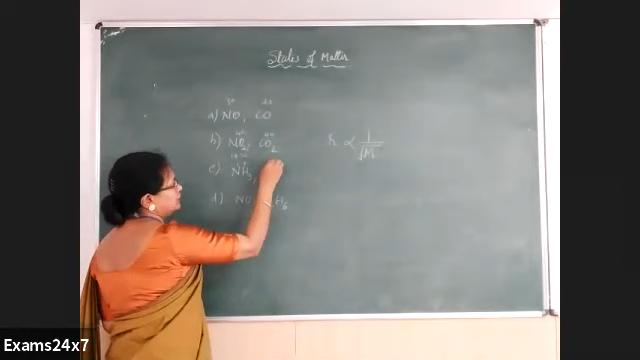 States of Matter
a) NO, CO
b) NO2, CO2
r ∝ 1/√M
c) NH3
d) NO H6
Exams24x7